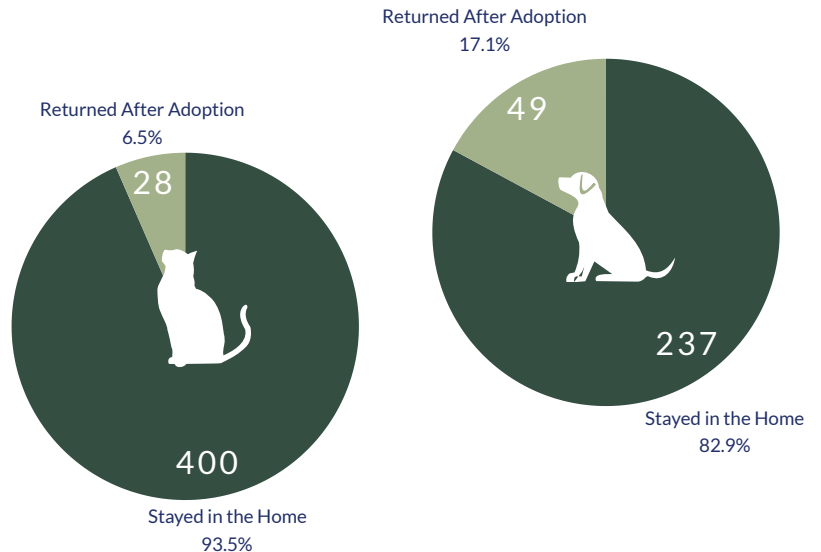 Returned After Adoption
6.5%
28
400
Stayed in the Home
93.5%
Returned After Adoption
17.1%
49
237
Stayed in the Home
82.9%